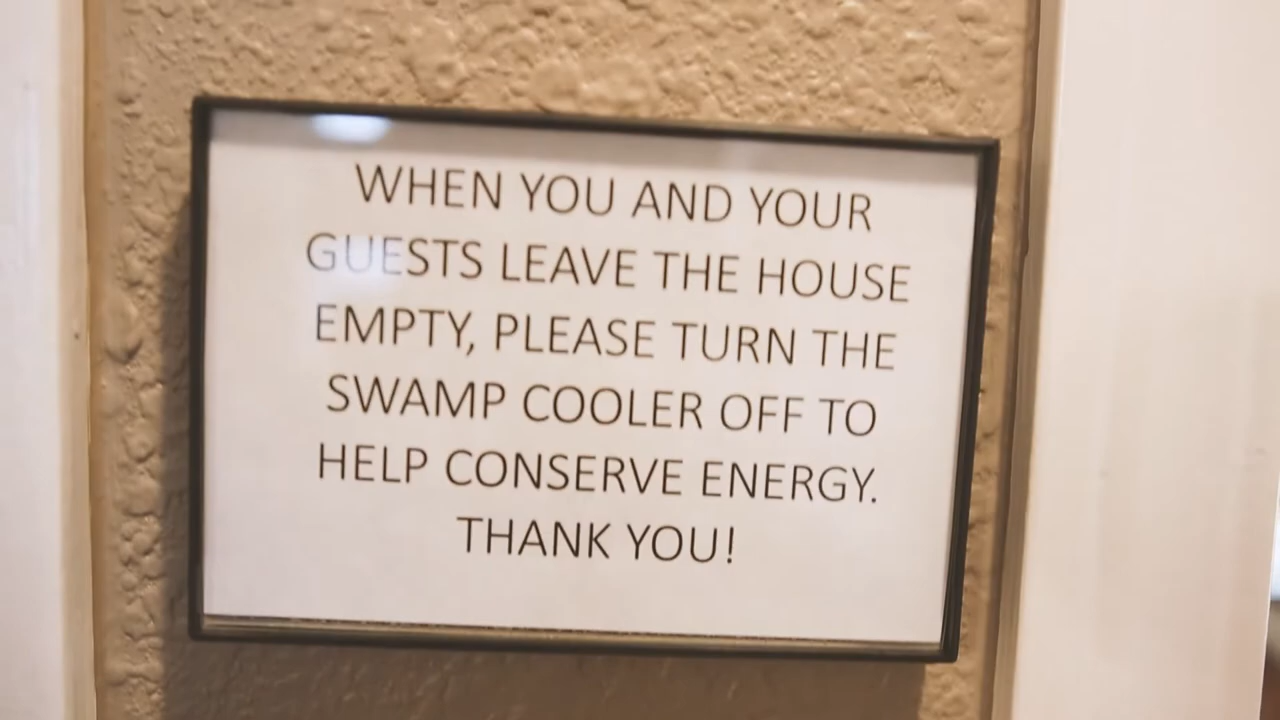 WHEN YOU AND YOUR
GUESTS LEAVE THE HOUSE
EMPTY, PLEASE TURN THE
SWAMP COOLER OFF TO
HELP CONSERVE ENERGY.
THANK YOU!